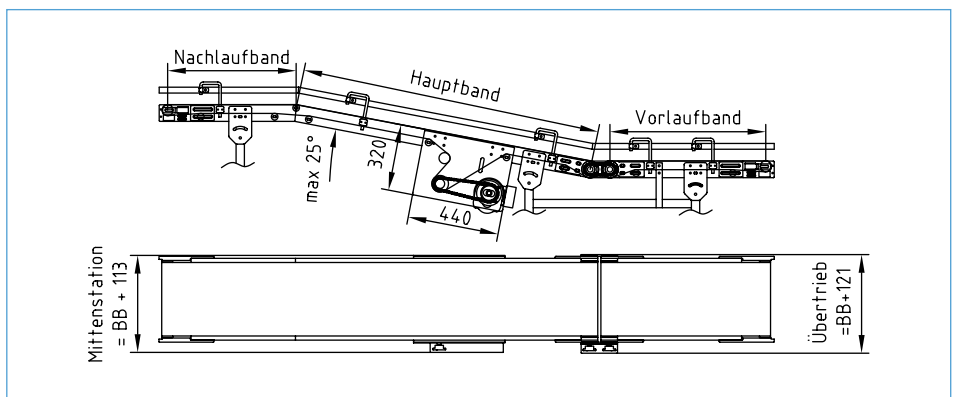 Nachlaufband
Hauptband
Vorlaufband
max 25°
320
440
Mittenstation
= BB + 113
Übertrieb
=BB+121